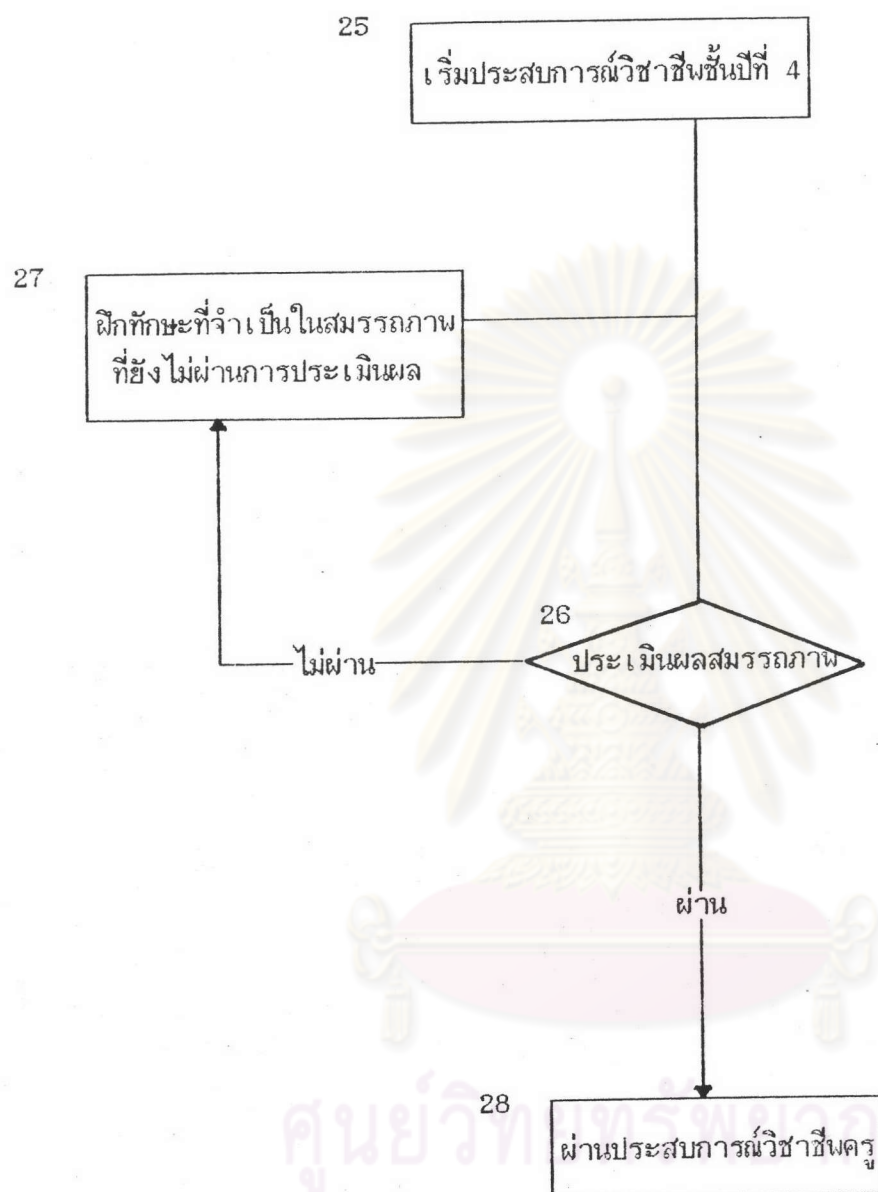 25
เริ่มประสบการณ์วิชาชีพชั้นปีที่ 4
27
ฝึกทักษะที่จำเป็นในสมรรถภาพ
ที่ยังไม่ผ่านการประเมินผล
26
ประเมินผลสมรรถภาพ
ไม่ผ่าน
ผ่าน
28
ผ่านประสบการณ์วิชาชีพครู